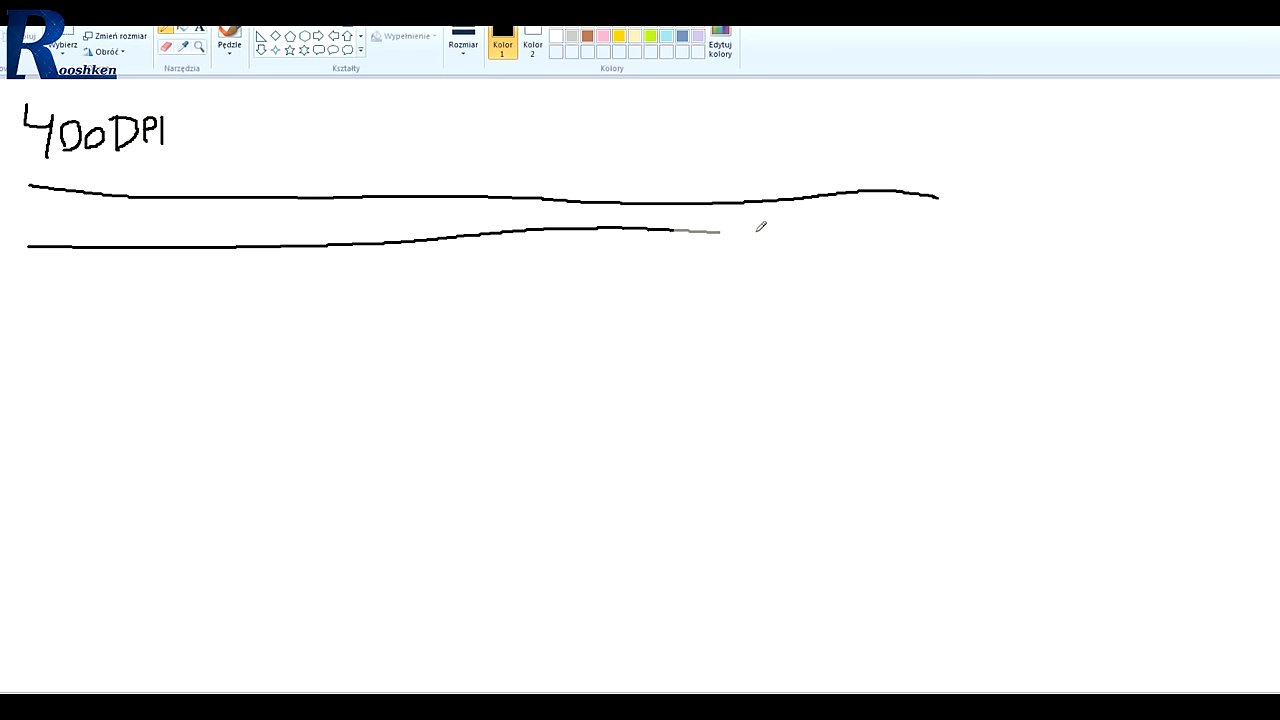 Zmień rozmiar
Wybierz
Obróć
Narzędzia
Pędzle
Wypełnienie
Kształty
Rozmiar
Kolor
1
Kolor
2
Edytuj
kolory
Kolory
Rooshken
400DPI